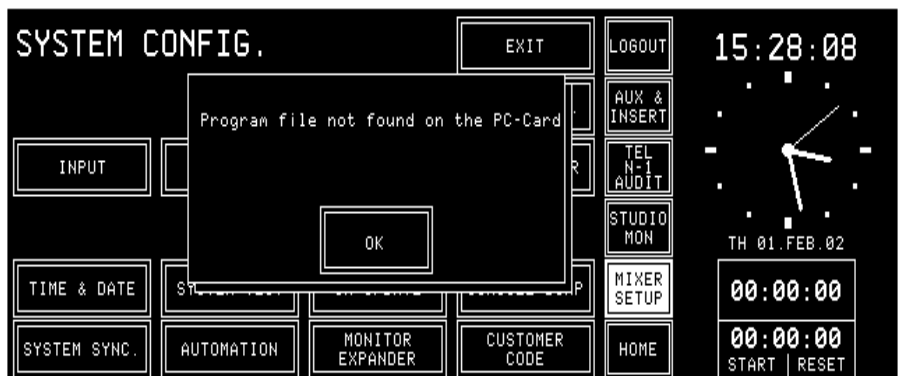 SYSTEM CONFIG.
EXIT
LOGOUT
15:28:08
Program file not found on the PC-Card
AUX &
INSERT
INPUT
TEL
N-1
AUDIT
STUDIO
MON
OK
TH 01.FEB.02
TIME & DATE
MIXER
SETUP
00:00:00
SYSTEM SYNC.
AUTOMATION
MONITOR
EXPANDER
CUSTOMER
CODE
HOME
00:00:00
START | RESET